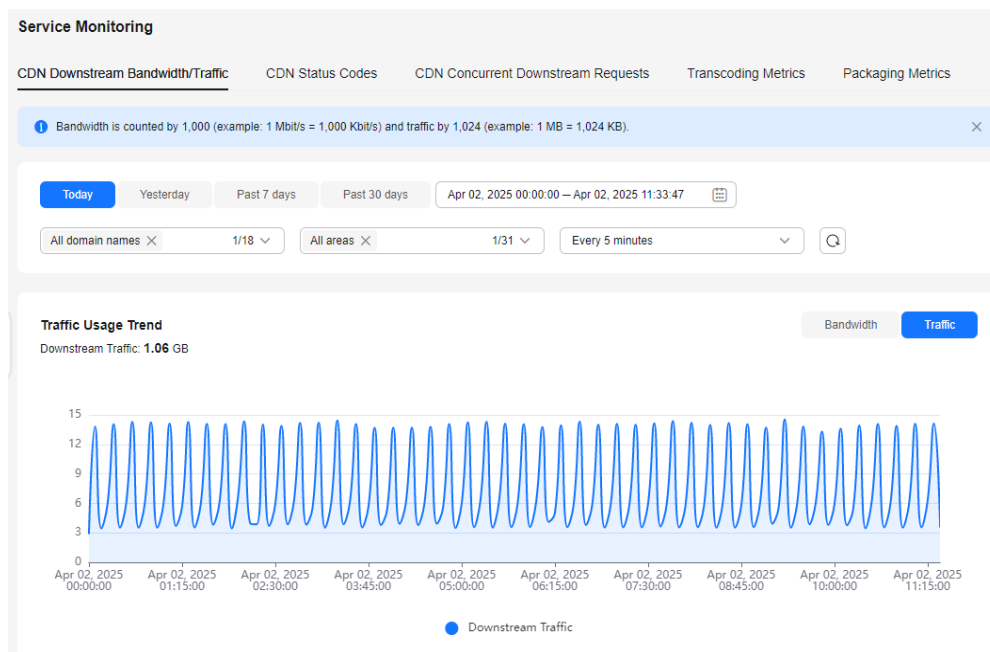 Service Monitoring
CDN Downstream Bandwidth/Traffic CDN Status Codes CDN Concurrent Downstream Requests Transcoding Metrics Packaging Metrics
Bandwidth is counted by 1,000 (example: 1 Mbit/s = 1,000 Kbit/s) and traffic by 1,024 (example: 1 MB = 1,024 KB).
Today Yesterday Past 7 days Past 30 days Apr 02, 2025 00:00:00 — Apr 02, 2025 11:33:47
All domain names 1/18 All areas 1/31 Every 5 minutes
Traffic Usage Trend Bandwidth Traffic
Downstream Traffic: 1.06 GB
15
12
9
6
3
0
Apr 02, 2025 Apr 02, 2025 Apr 02, 2025 Apr 02, 2025 Apr 02, 2025 Apr 02, 2025 Apr 02, 2025 Apr 02, 2025 Apr 02, 2025 Apr 02, 2025
00:00:00 01:15:00 02:30:00 03:45:00 05:00:00 06:15:00 07:30:00 08:45:00 10:00:00 11:15:00
Downstream Traffic